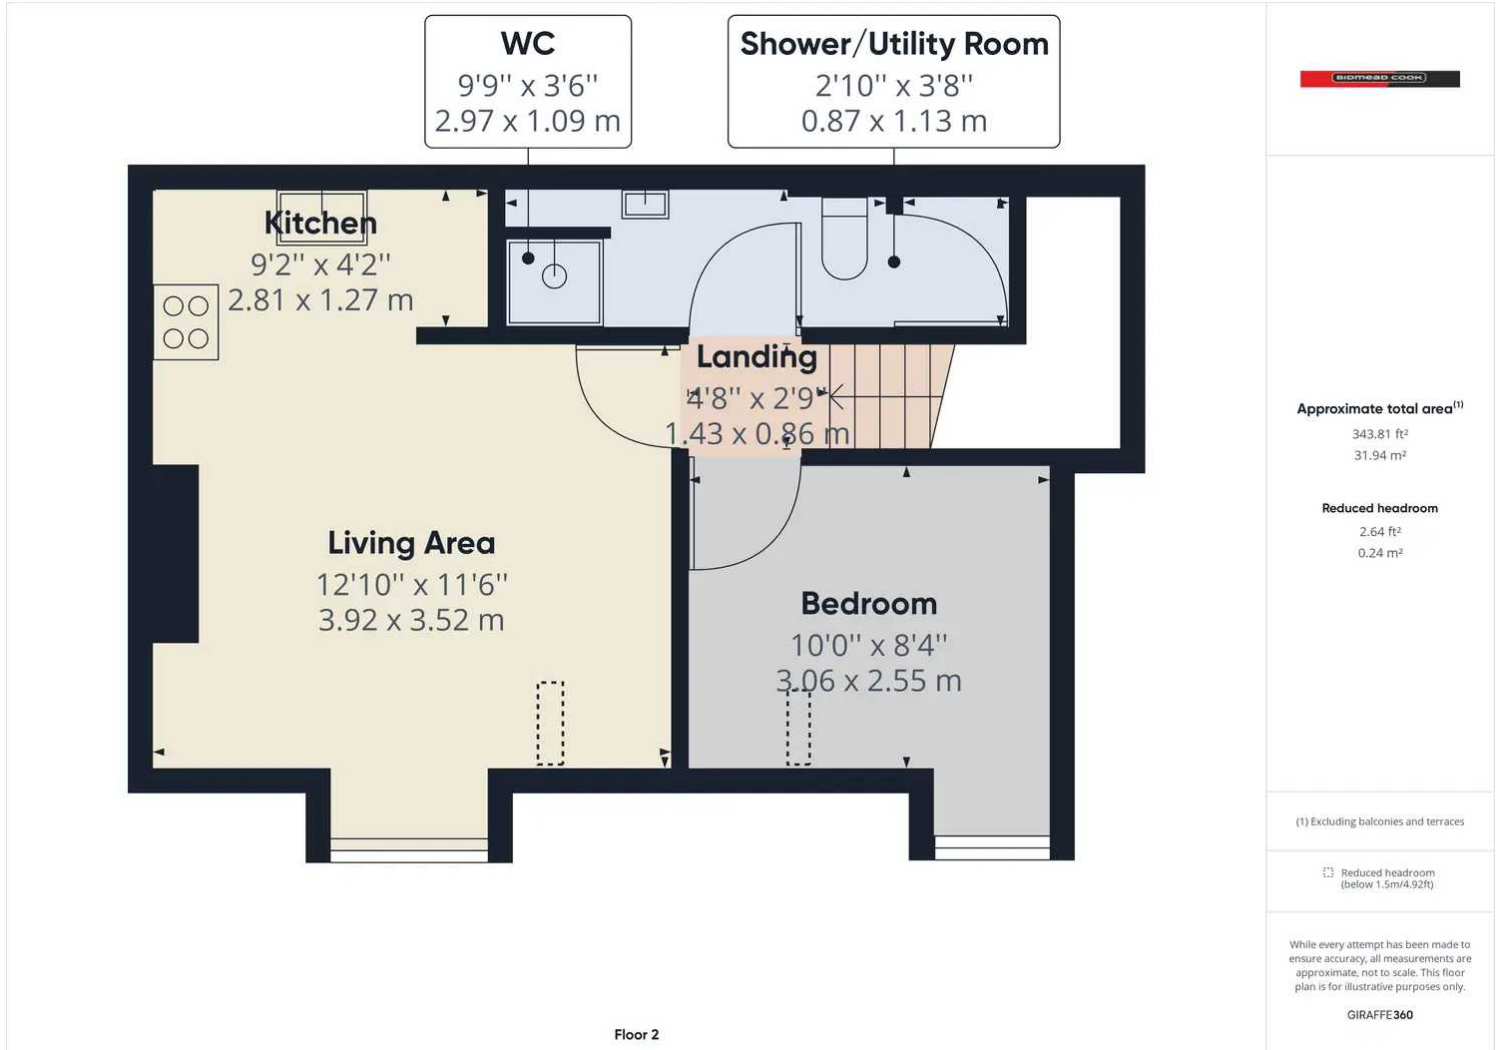 WC
9'9" x 3'6"
2.97 x 1.09 m
Shower/Utility Room
2'10" x 3'8"
0.87 x 1.13 m
Kitchen
9'2" x 4'2"
2.81 x 1.27 m
Landing
4'8" x 2'9"
1.43 x 0.86 m
Living Area
12'10" x 11'6"
3.92 x 3.52 m
Bedroom
10'0" x 8'4"
3.06 x 2.55 m
Floor 2
BIDMEAD COOK
Approximate total area(1)
343.81 ft²
31.94 m²
Reduced headroom
2.64 ft²
0.24 m²
(1) Excluding balconies and terraces
Reduced headroom
(below 1.5m/4.92ft)
While every attempt has been made to
ensure accuracy, all measurements are
approximate, not to scale. This floor
plan is for illustrative purposes only.
GIRAFFE360